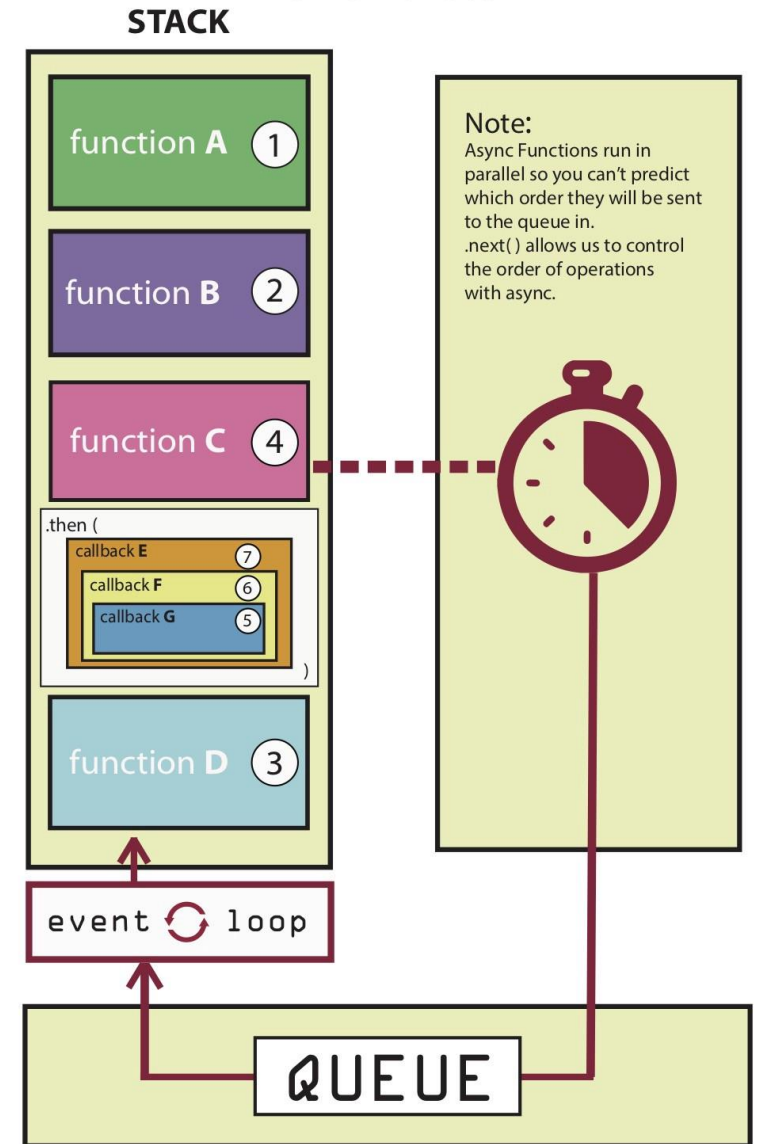 STACK
function A 1
function B 2
function C 4
.then (
callback E 7
callback F 6
callback G 5
)
function D 3
event loop
Note:
Async Functions run in
parallel so you can't predict
which order they will be sent
to the queue in.
.next( ) allows us to control
the order of operations
with async.
QUEUE